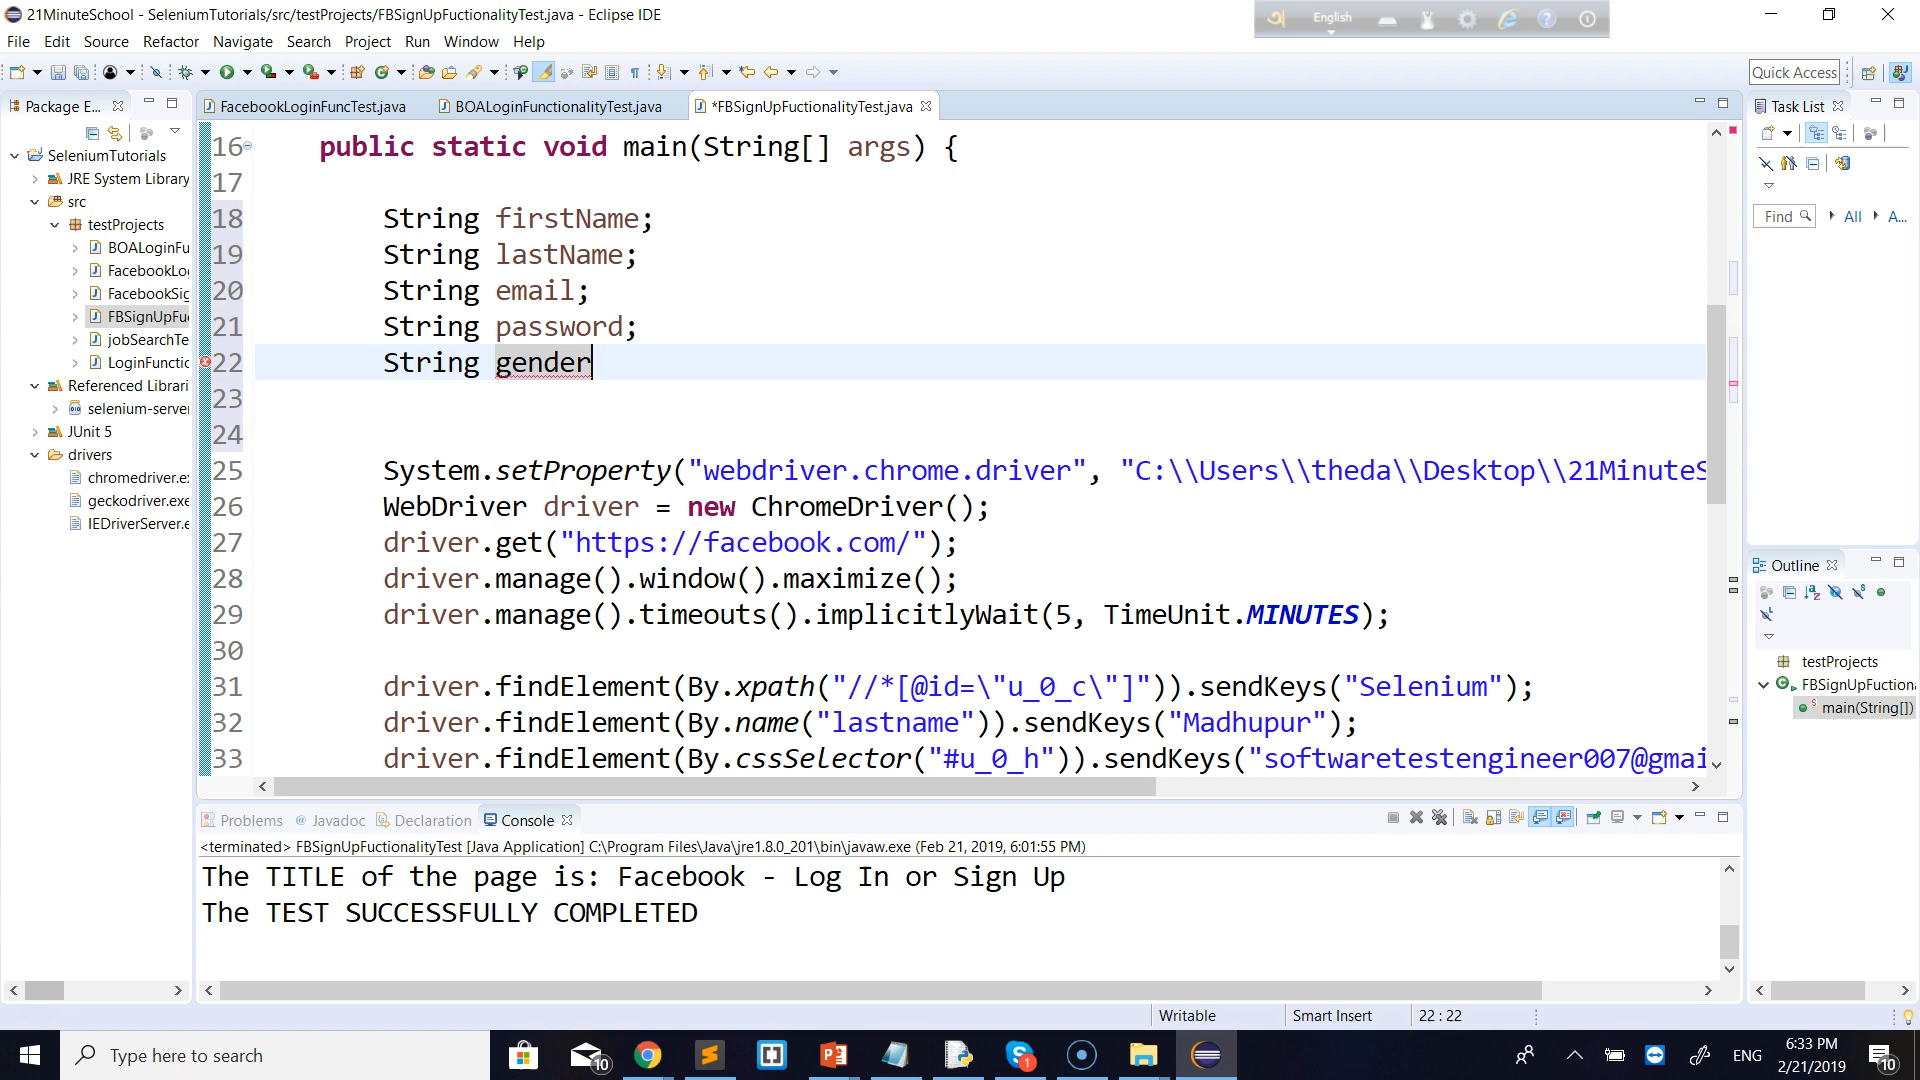 21MinuteSchool - SeleniumTutorials/src/testProjects/FBSignUpFuctionalityTest.java - Eclipse IDE
English
File Edit Source Refactor Navigate Search Project Run Window Help
Quick Access
Package E...
FacebookLoginFuncTest.java BOALoginFunctionalityTest.java *FBSignUpFuctionalityTest.java
Task List
SeleniumTutorials
JRE System Library
src
testProjects
BOALoginFu
FacebookLo
FacebookSig
FBSignUpFu
jobSearchTe
LoginFunctic
Referenced Librari
selenium-server
JUnit 5
drivers
chromedriver.e
geckodriver.exe
IEDriverServer.e
16 public static void main(String[] args) {
17
18 String firstName;
19 String lastName;
20 String email;
21 String password;
22 String gender
23
24
25 System.setProperty("webdriver.chrome.driver", "C:\\Users\\theda\\Desktop\\21MinuteS
26 WebDriver driver = new ChromeDriver();
27 driver.get("https://facebook.com/");
28 driver.manage().window().maximize();
29 driver.manage().timeouts().implicitlyWait(5, TimeUnit.MINUTES);
30
31 driver.findElement(By.xpath("//*[@id=\"u_0_c\"]")).sendKeys("Selenium");
32 driver.findElement(By.name("lastname")).sendKeys("Madhupur");
33 driver.findElement(By.cssSelector("#u_0_h")).sendKeys("softwaretestengineer007@gmai
Find All A...
Outline
testProjects
FBSignUpFuctiona
main(String[])
Problems Javadoc Declaration Console
<terminated> FBSignUpFuctionalityTest [Java Application] C:\Program Files\Java\jre1.8.0_201\bin\javaw.exe (Feb 21, 2019, 6:01:55 PM)
The TITLE of the page is: Facebook - Log In or Sign Up
The TEST SUCCESSFULLY COMPLETED
Writable Smart Insert 22 : 22
Type here to search
10
1
ENG
6:33 PM
2/21/2019
10